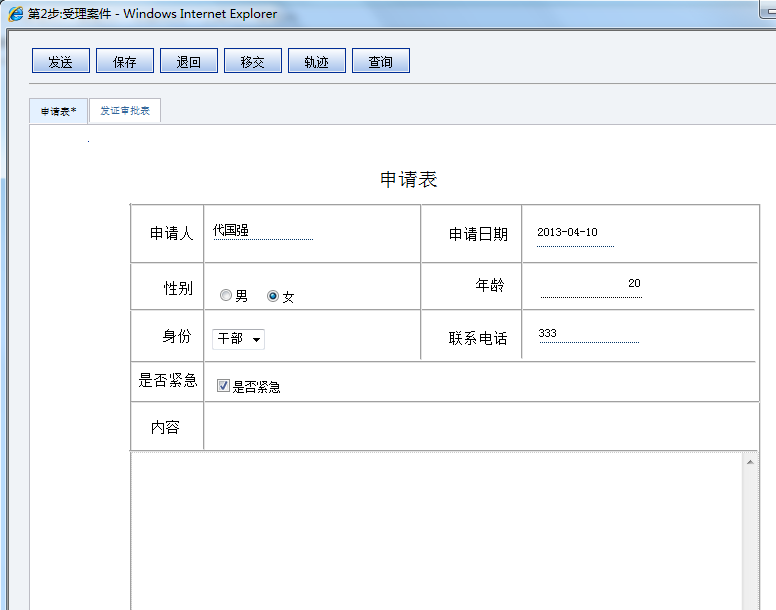 第2步:受理案件 - Windows Internet Explorer
发送 保存 退回 移交 轨迹 查询
申请表* 发证审批表
申请表
申请人 代国强 申请日期 2013-04-10
性别 男 女 年龄 20
身份 干部 联系电话 333
是否紧急 是否紧急
内容